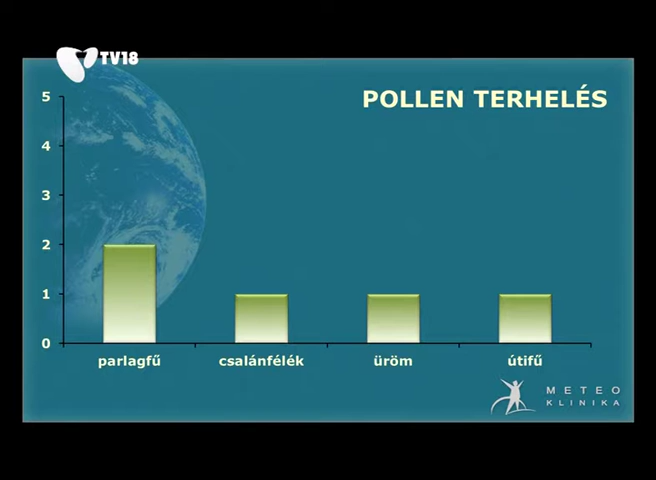 TV18
POLLEN TERHELÉS
5
4
3
2
1
0
parlagfű
csalánfélék
üröm
útifű
METEO
KLINIKA